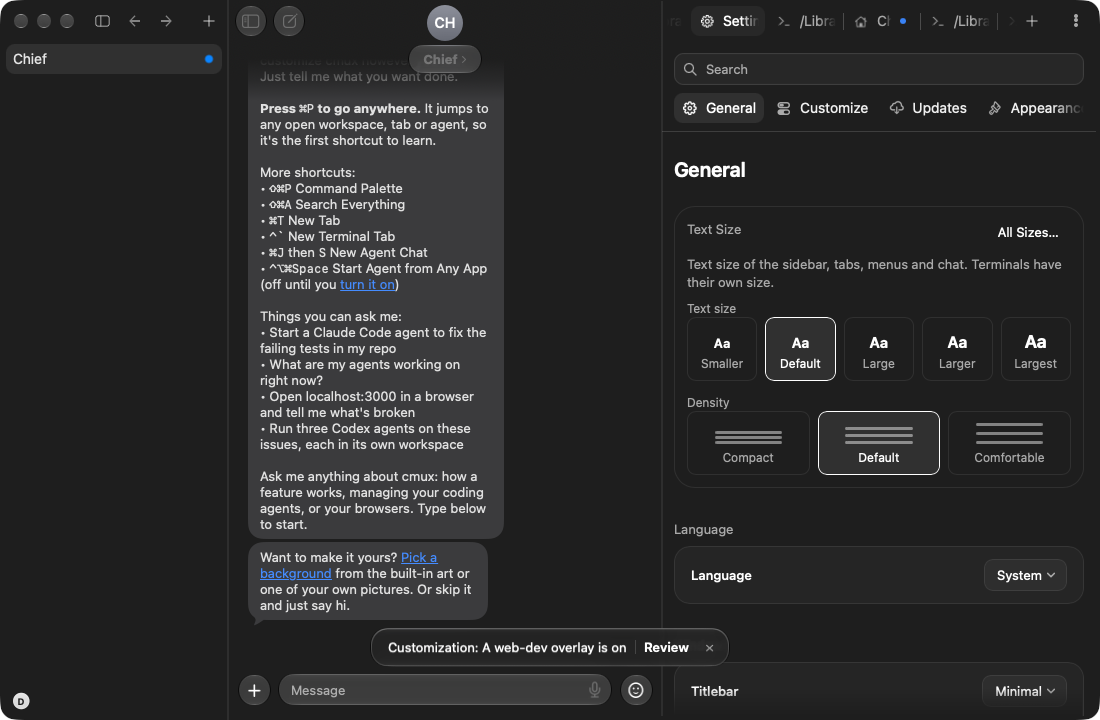 Chief
D
CH
Chief ›
Just tell me what you want done.
Press ⌘P to go anywhere. It jumps to
any open workspace, tab or agent, so
it's the first shortcut to learn.
More shortcuts:
• ⇧⌘P Command Palette
• ⇧⌘A Search Everything
• ⌘T New Tab
• ^` New Terminal Tab
• ⌘J then S New Agent Chat
• ^⌥⌘Space Start Agent from Any App
(off until you turn it on)
Things you can ask me:
• Start a Claude Code agent to fix the
failing tests in my repo
• What are my agents working on
right now?
• Open localhost:3000 in a browser
and tell me what's broken
• Run three Codex agents on these
issues, each in its own workspace
Ask me anything about cmux: how a
feature works, managing your coding
agents, or your browsers. Type below
to start.
Want to make it yours? Pick a
background from the built-in art or
one of your own pictures. Or skip it
and just say hi.
Customization: A web-dev overlay is on Review ×
Message
Settin /Libra Cl /Libra
Search
General Customize Updates Appearanc
General
Text Size All Sizes...
Text size of the sidebar, tabs, menus and chat. Terminals have
their own size.
Text size
Aa Aa Aa Aa Aa
Smaller Default Large Larger Largest
Density
Compact Default Comfortable
Language
Language System
Titlebar Minimal